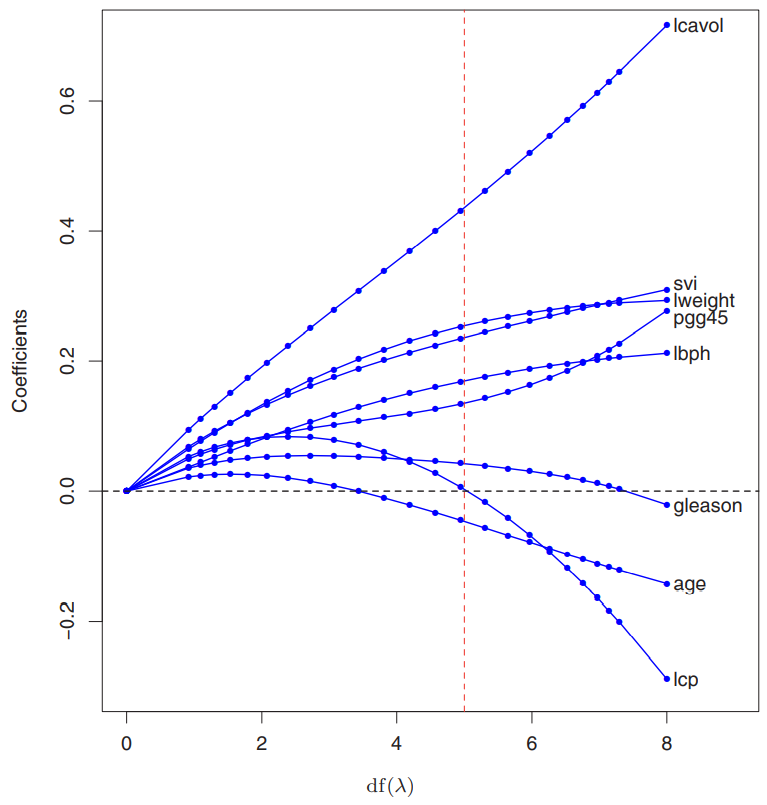 lcavol
0.6
0.4
svi
lweight
pgg45
lbph
0.2
Coefficients
0.0
gleason
age
−0.2
lcp
0 2 4 6 8
df(λ)